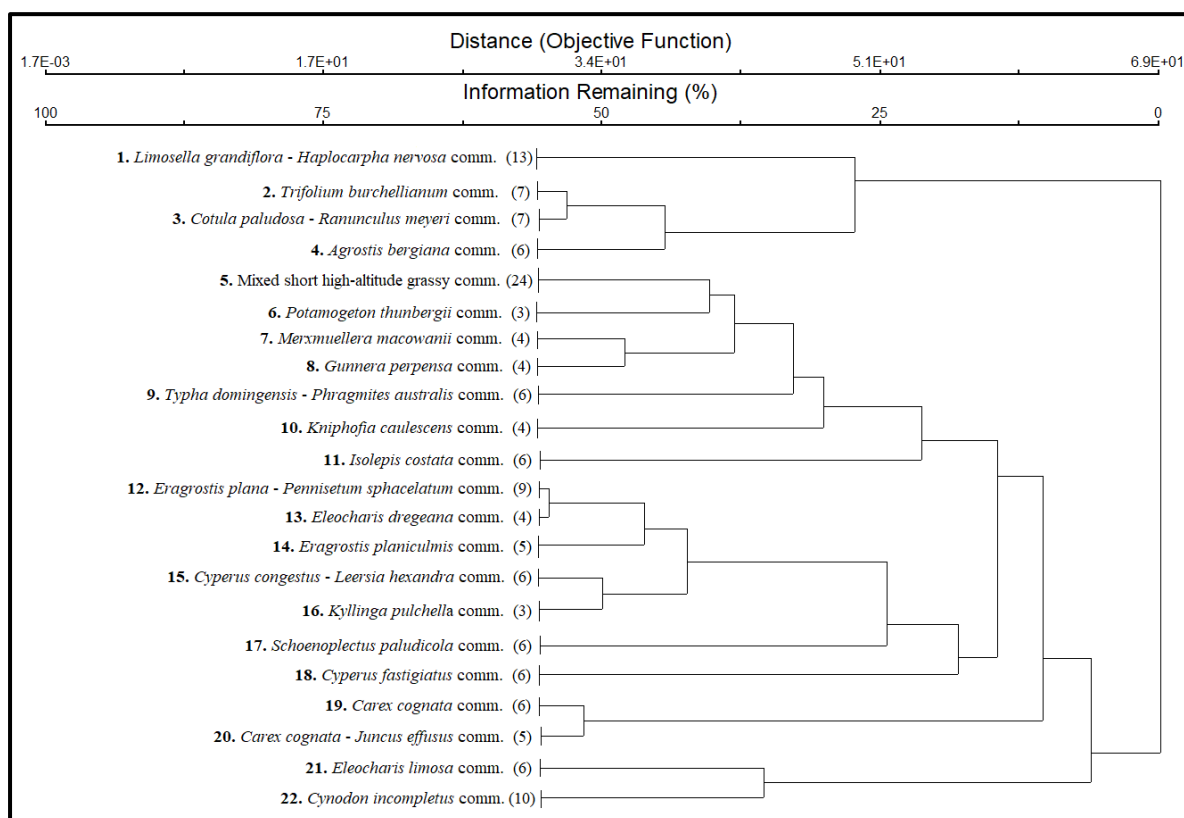 Distance (Objective Function)
1.7E-03 1.7E+01 3.4E+01 5.1E+01 6.9E+01
Information Remaining (%)
100 75 50 25 0
1. Limosella grandiflora - Haplocarpha nervosa comm. (13)
2. Trifolium burchellianum comm. (7)
3. Cotula paludosa - Ranunculus meyeri comm. (7)
4. Agrostis bergiana comm. (6)
5. Mixed short high-altitude grassy comm. (24)
6. Potamogeton thunbergii comm. (3)
7. Merxmuellera macowanii comm. (4)
8. Gunnera perpensa comm. (4)
9. Typha domingensis - Phragmites australis comm. (6)
10. Kniphofia caulescens comm. (4)
11. Isolepis costata comm. (6)
12. Eragrostis plana - Pennisetum sphacelatum comm. (9)
13. Eleocharis dregeana comm. (4)
14. Eragrostis planiculmis comm. (5)
15. Cyperus congestus - Leersia hexandra comm. (6)
16. Kyllinga pulchella comm. (3)
17. Schoenoplectus paludicola comm. (6)
18. Cyperus fastigiatus comm. (6)
19. Carex cognata comm. (6)
20. Carex cognata - Juncus effusus comm. (5)
21. Eleocharis limosa comm. (6)
22. Cynodon incompletus comm. (10)